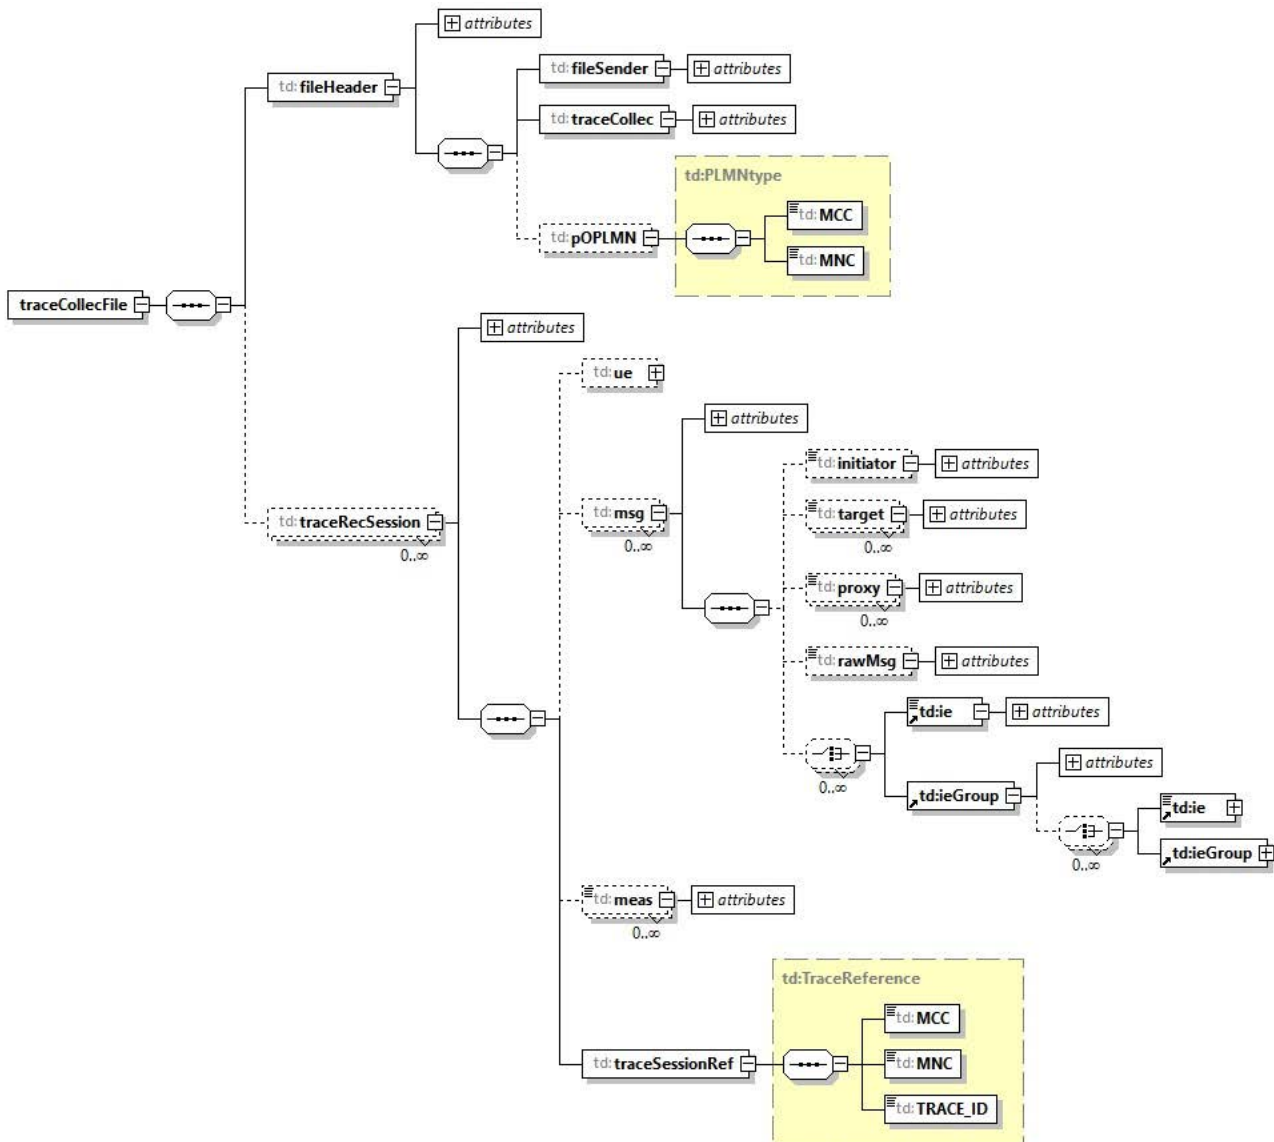 attributes
td:fileSender
attributes
td:fileHeader
td:traceCollec
attributes
td:PLMNtype
td:MCC
td:pOPLMN
td:MNC
traceCollecFile
attributes
td:ue
attributes
td:initiator
attributes
td:msg
0..∞
td:target
attributes
0..∞
td:traceRecSession
0..∞
td:proxy
attributes
0..∞
td:rawMsg
attributes
td:ie
attributes
0..∞
attributes
td:ieGroup
td:ie
0..∞
td:ieGroup
td:meas
attributes
0..∞
td:TraceReference
td:MCC
td:traceSessionRef
td:MNC
td:TRACE_ID